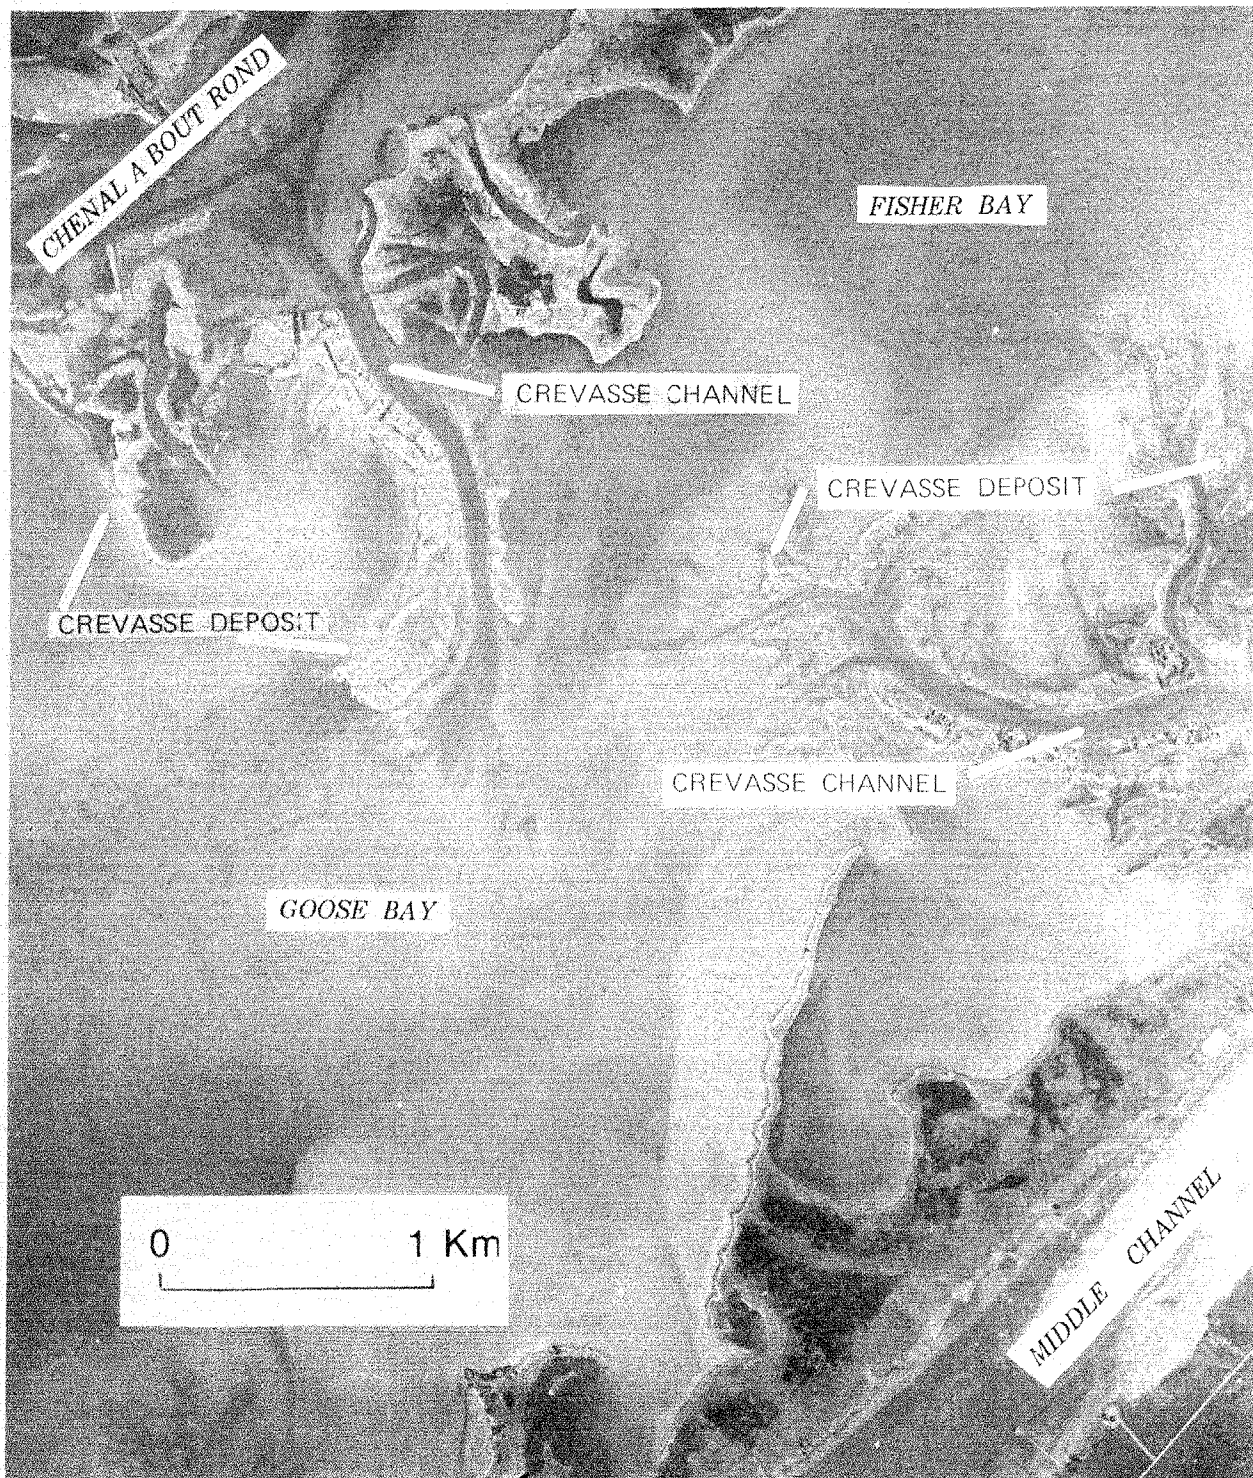 CHENAL A BOUT ROND
FISHER BAY
CREVASSE CHANNEL
CREVASSE DEPOSIT
CREVASSE DEPOSIT
CREVASSE CHANNEL
GOOSE BAY
0 1 Km
MIDDLE CHANNEL